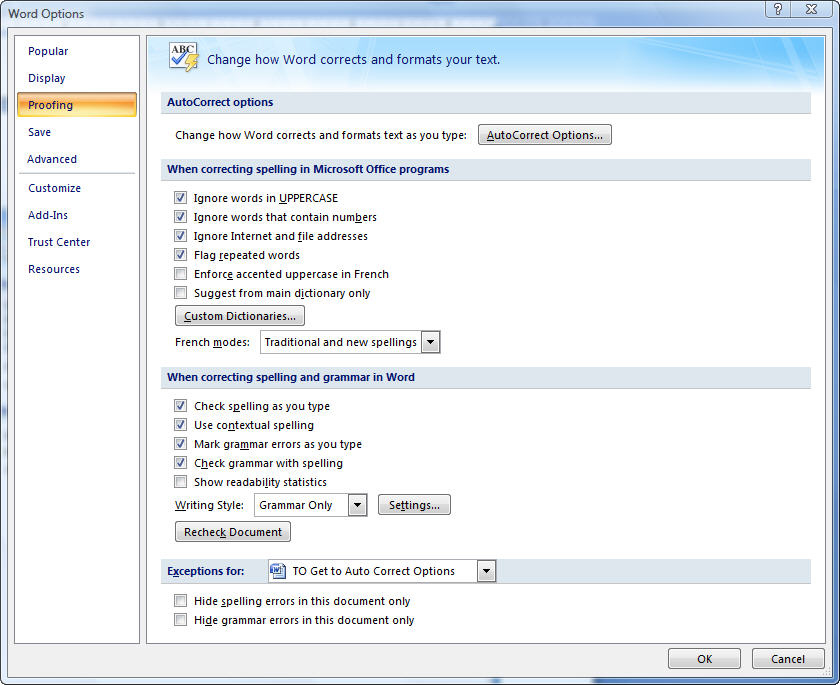 Word Options
Popular
Display
Proofing
Save
Advanced
Customize
Add-Ins
Trust Center
Resources
ABC
Change how Word corrects and formats your text.
AutoCorrect options
Change how Word corrects and formats text as you type: AutoCorrect Options...
When correcting spelling in Microsoft Office programs
Ignore words in UPPERCASE
Ignore words that contain numbers
Ignore Internet and file addresses
Flag repeated words
Enforce accented uppercase in French
Suggest from main dictionary only
Custom Dictionaries...
French modes: Traditional and new spellings
When correcting spelling and grammar in Word
Check spelling as you type
Use contextual spelling
Mark grammar errors as you type
Check grammar with spelling
Show readability statistics
Writing Style: Grammar Only Settings...
Recheck Document
Exceptions for: TO Get to Auto Correct Options
Hide spelling errors in this document only
Hide grammar errors in this document only
OK Cancel